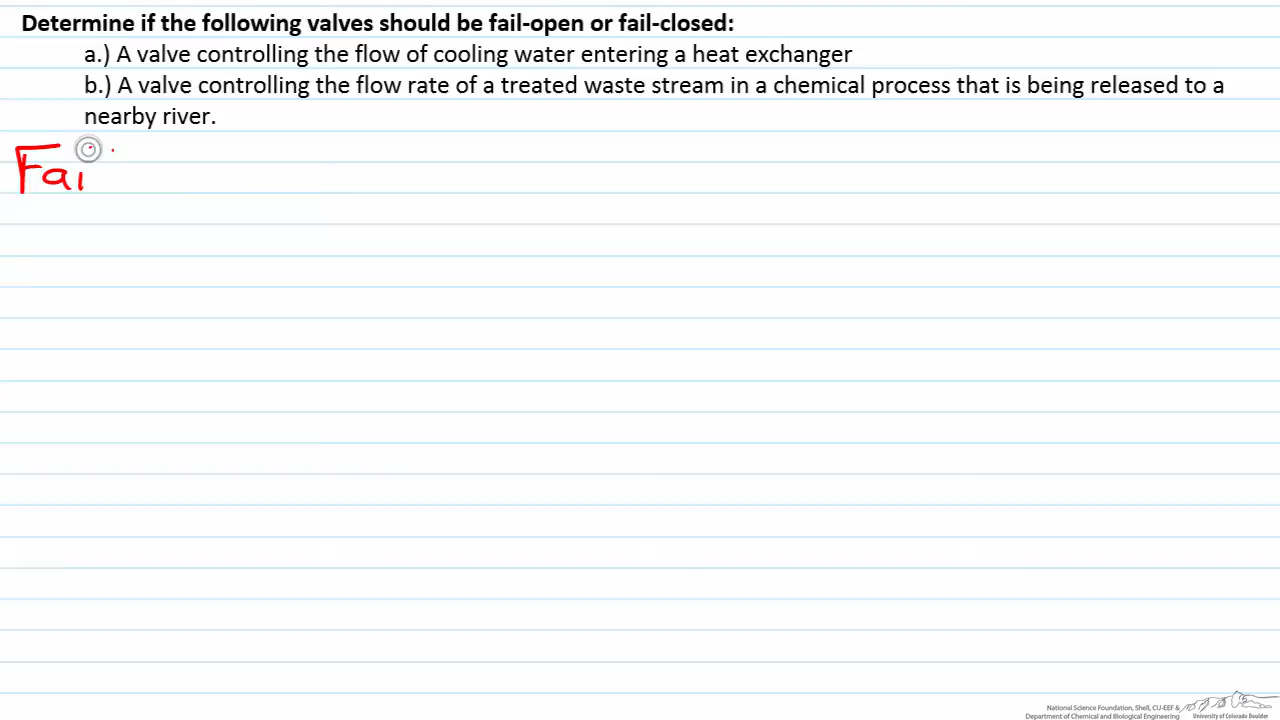 Determine if the following valves should be fail-open or fail-closed:
a.) A valve controlling the flow of cooling water entering a heat exchanger
b.) A valve controlling the flow rate of a treated waste stream in a chemical process that is being released to a
nearby river.
Fai
National Science Foundation, Shell, CU-EEF &
Department of Chemical and Biological Engineering
University of Colorado Boulder